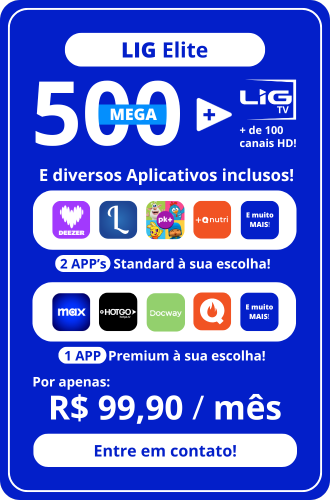 LIG Elite
500
MEGA
+
LiG
TV
+ de 100
canais HD!
E diversos Aplicativos inclusos!
DEEZER
L
pk+
+Qnutri
E muito
MAIS!
2 APP's Standard à sua escolha!
max
HOTGO
Docway
Q
E muito
MAIS!
1 APP Premium à sua escolha!
Por apenas:
R$ 99,90 / mês
Entre em contato!